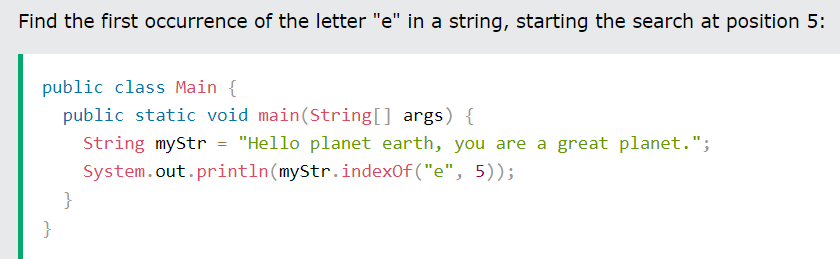 Find the first occurrence of the letter "e" in a string, starting the search at position 5:
public class Main {
  public static void main(String[] args) {
    String myStr = "Hello planet earth, you are a great planet.";
    System.out.println(myStr.indexOf("e", 5));
  }
}